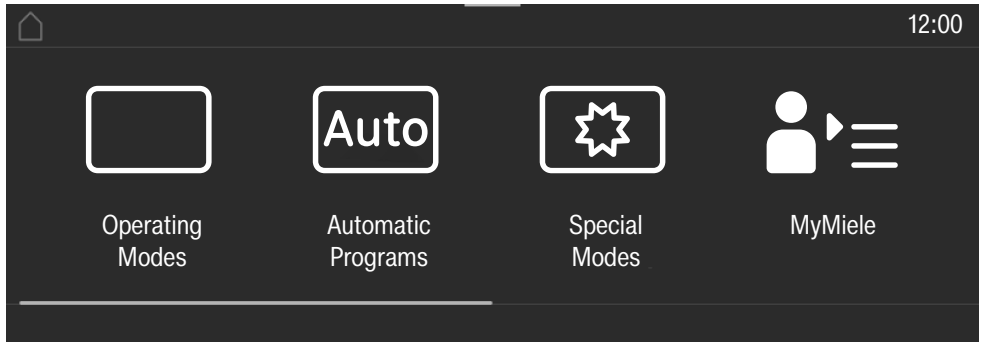 12:00
Auto
Operating
Modes
Automatic
Programs
Special
Modes
MyMiele